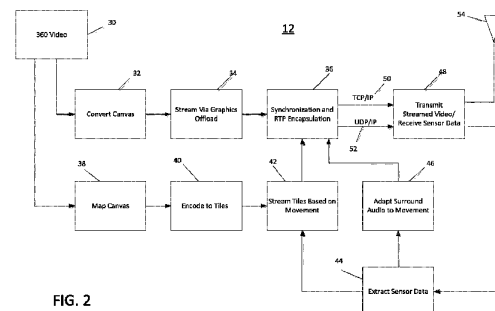 12
30
360 Video
54
32
34
36
TCP/IP
50
48
Convert Canvas
Stream Via Graphics
Offload
Synchronization and
RTP Encapsulation
UDP/IP
52
Transmit
Streamed Video/
Receive Sensor Data
38
40
42
46
Map Canvas
Encode to Tiles
Stream Tiles Based on
Movement
Adapt Surround
Audio to Movement
44
Extract Sensor Data
FIG. 2